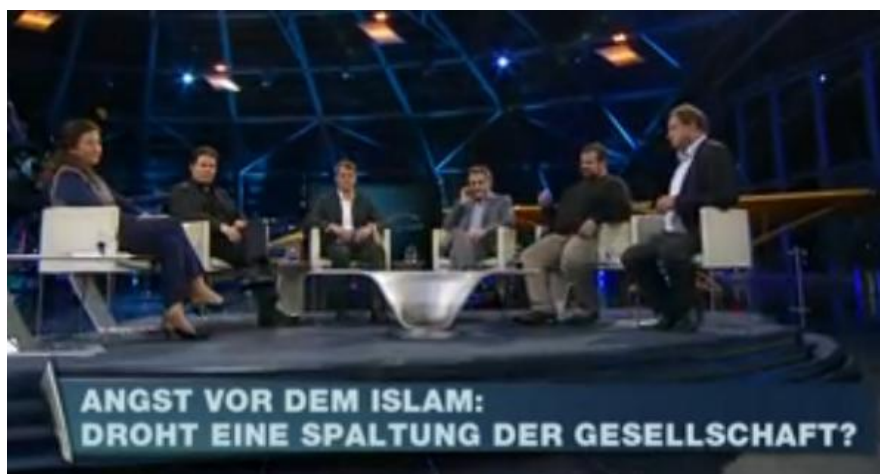 ANGST VOR DEM ISLAM:
DROHT EINE SPALTUNG DER GESELLSCHAFT?